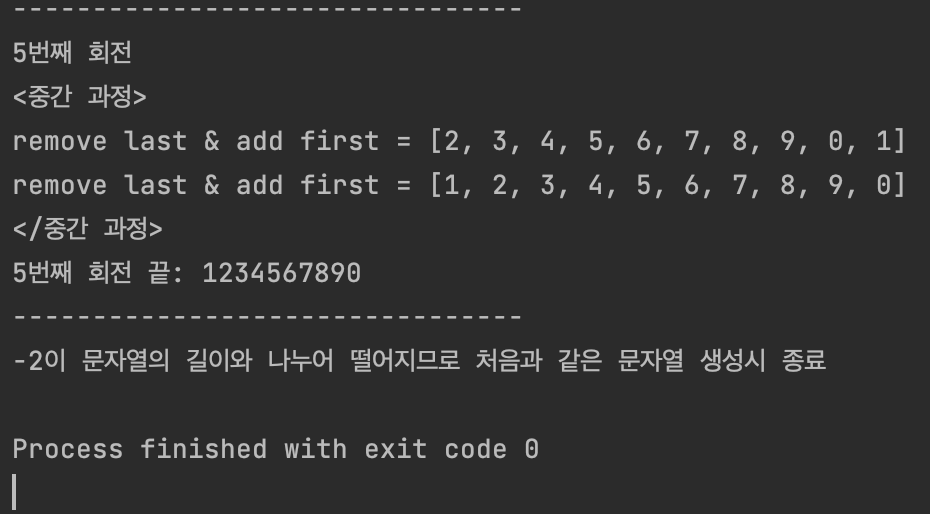 --------------------------------
5번째 회전
<중간 과정>
remove last & add first = [2, 3, 4, 5, 6, 7, 8, 9, 0, 1]
remove last & add first = [1, 2, 3, 4, 5, 6, 7, 8, 9, 0]
</중간 과정>
5번째 회전 끝: 1234567890
--------------------------------
-2이 문자열의 길이와 나누어 떨어지므로 처음과 같은 문자열 생성시 종료
Process finished with exit code 0